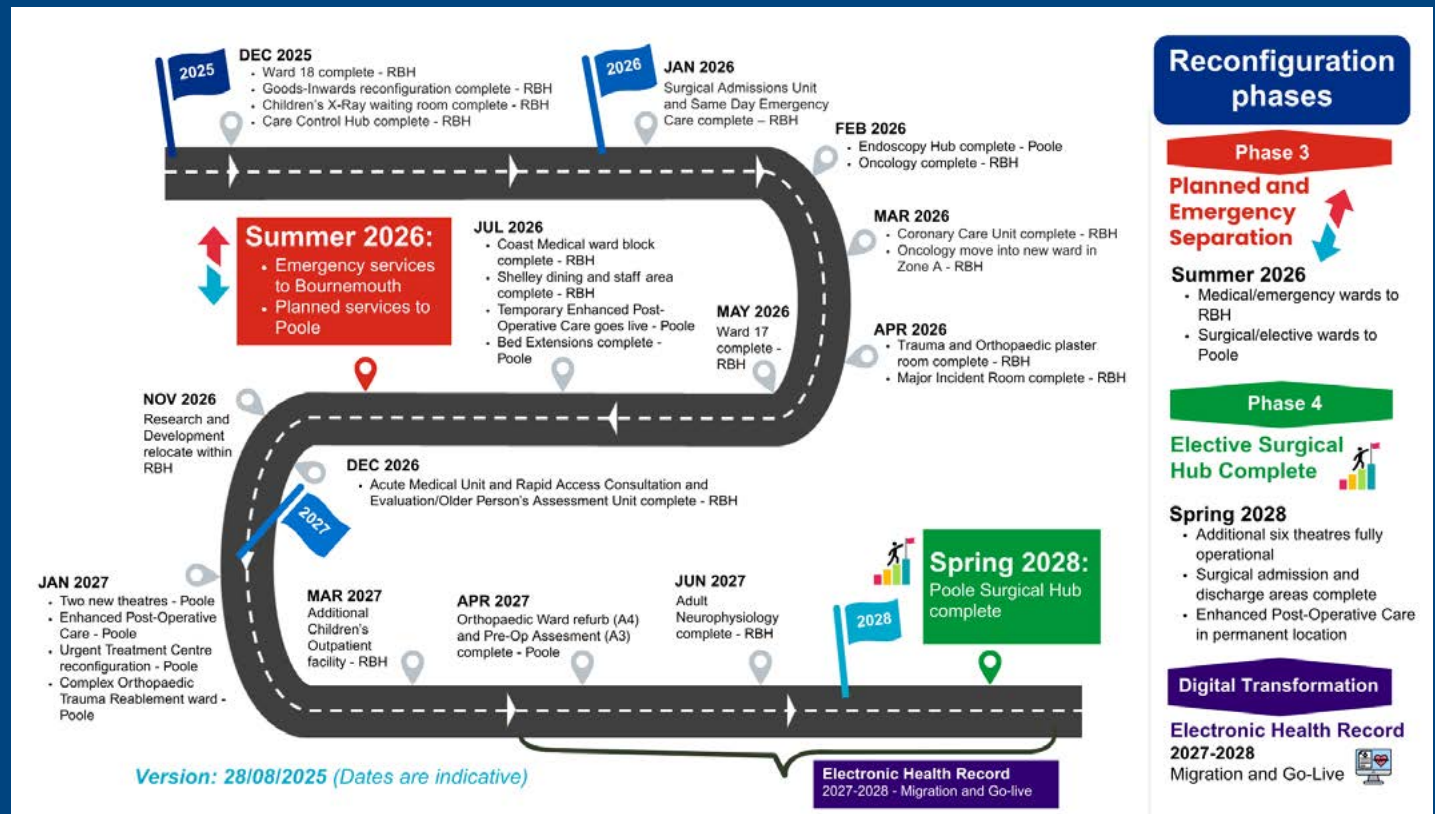 2025
DEC 2025
• Ward 18 complete - RBH
• Goods-Inwards reconfiguration complete - RBH
• Children's X-Ray waiting room complete - RBH
• Care Control Hub complete - RBH
2026
JAN 2026
Surgical Admissions Unit
and Same Day Emergency
Care complete – RBH
FEB 2026
• Endoscopy Hub complete - Poole
• Oncology complete - RBH
MAR 2026
• Coronary Care Unit complete - RBH
• Oncology move into new ward in
Zone A - RBH
APR 2026
• Trauma and Orthopaedic plaster
room complete - RBH
• Major Incident Room complete - RBH
MAY 2026
Ward 17
complete -
RBH
JUL 2026
• Coast Medical ward block
complete - RBH
• Shelley dining and staff area
complete - RBH
• Temporary Enhanced Post-
Operative Care goes live - Poole
• Bed Extensions complete -
Poole
Summer 2026:
• Emergency services
to Bournemouth
• Planned services to
Poole
NOV 2026
Research and
Development
relocate within
RBH
DEC 2026
• Acute Medical Unit and Rapid Access Consultation and
Evaluation/Older Person's Assessment Unit complete - RBH
2027
JAN 2027
• Two new theatres - Poole
• Enhanced Post-Operative
Care - Poole
• Urgent Treatment Centre
reconfiguration - Poole
• Complex Orthopaedic
Trauma Reablement ward -
Poole
MAR 2027
Additional
Children's
Outpatient
facility - RBH
APR 2027
Orthopaedic Ward refurb (A4)
and Pre-Op Assesment (A3)
complete - Poole
JUN 2027
Adult
Neurophysiology
complete - RBH
2028
Spring 2028:
Poole Surgical Hub
complete
Electronic Health Record
2027-2028 - Migration and Go-live
Version: 28/08/2025 (Dates are indicative)
Reconfiguration
phases
Phase 3
Planned and
Emergency
Separation
Summer 2026
• Medical/emergency wards to
RBH
• Surgical/elective wards to
Poole
Phase 4
Elective Surgical
Hub Complete
Spring 2028
• Additional six theatres fully
operational
• Surgical admission and
discharge areas complete
• Enhanced Post-Operative Care
in permanent location
Digital Transformation
Electronic Health Record
2027-2028
Migration and Go-Live